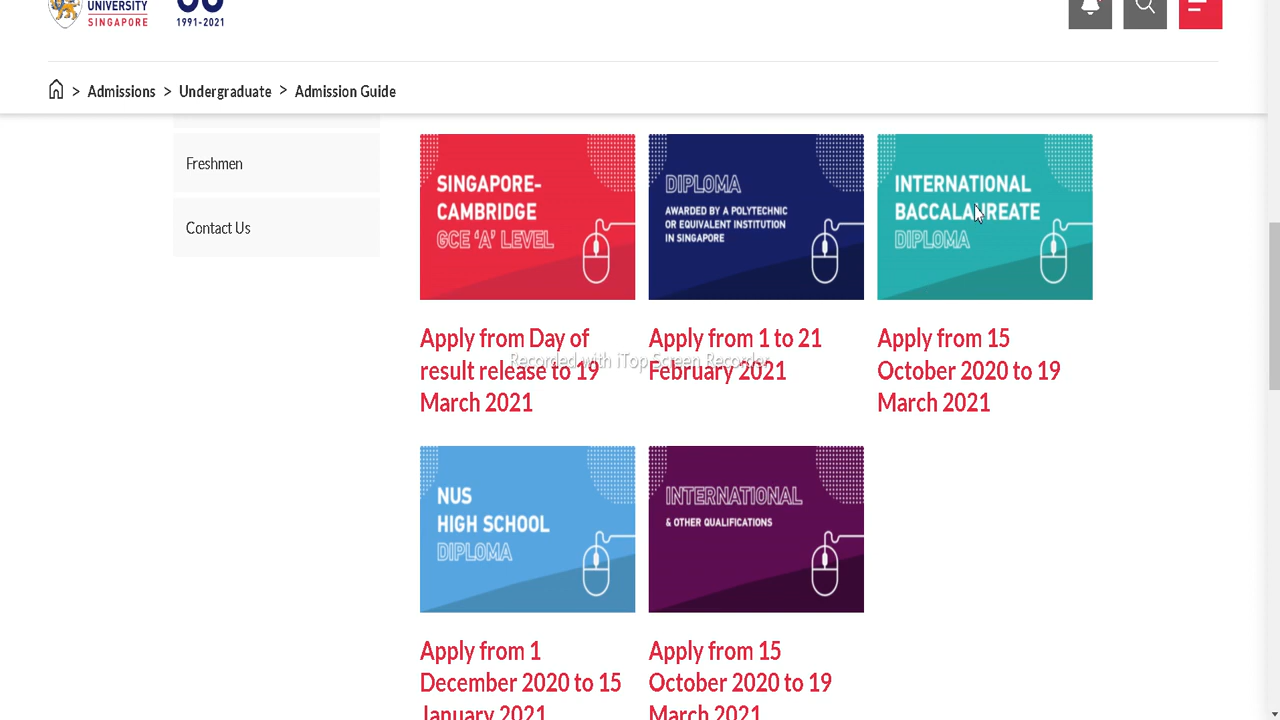 UNIVERSITY
SINGAPORE
1991-2021
> Admissions > Undergraduate > Admission Guide
Freshmen
Contact Us
SINGAPORE-
CAMBRIDGE
GCE 'A' LEVEL
DIPLOMA
AWARDED BY A POLYTECHNIC
OR EQUIVALENT INSTITUTION
IN SINGAPORE
INTERNATIONAL
BACCALAUREATE
DIPLOMA
Apply from Day of
result release to 19
March 2021
Apply from 1 to 21
February 2021
Apply from 15
October 2020 to 19
March 2021
Recorded with iTop Screen Recorder
NUS
HIGH SCHOOL
DIPLOMA
INTERNATIONAL
& OTHER QUALIFICATIONS
Apply from 1
December 2020 to 15
January 2021
Apply from 15
October 2020 to 19
March 2021